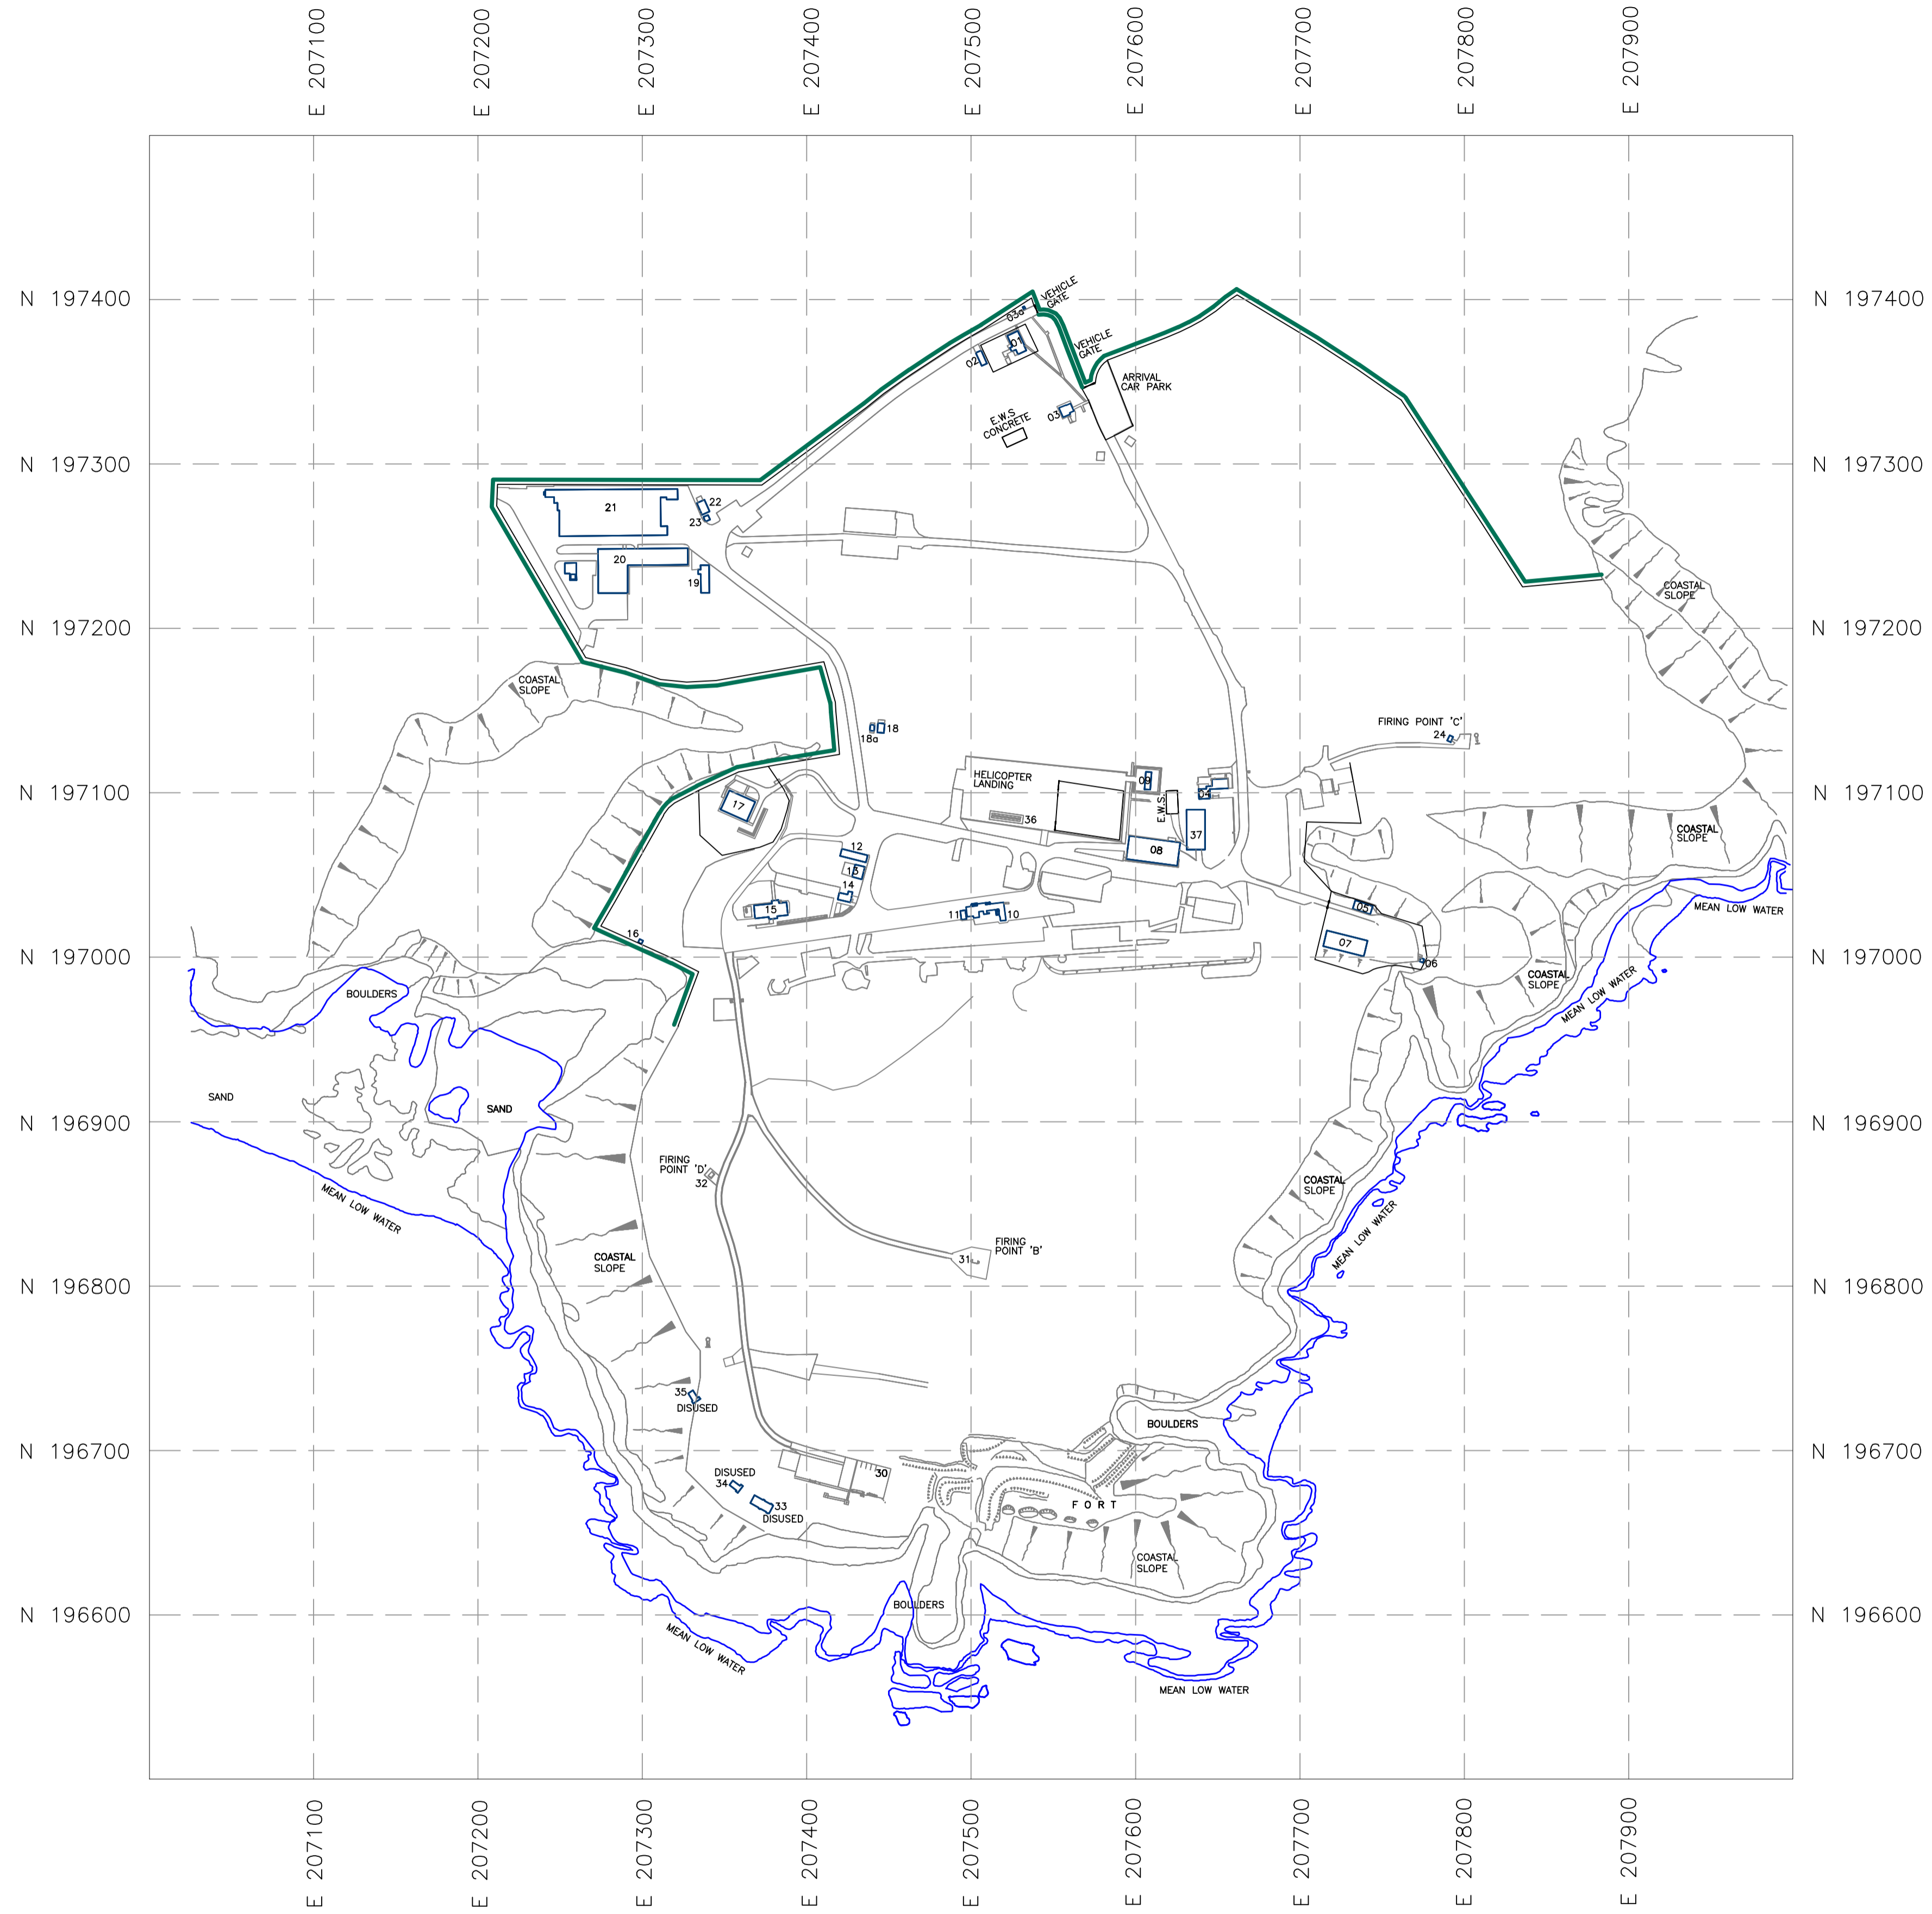 E 207100
E 207200
E 207300
E 207400
E 207500
E 207600
E 207700
E 207800
E 207900
N 197400
N 197400
VEHICLE
GATE
03a
01
02
VEHICLE
GATE
ARRIVAL
CAR PARK
03
E.W.S
CONCRETE
N 197300
N 197300
21
22
23
20
19
COASTAL
SLOPE
N 197200
N 197200
COASTAL
SLOPE
18
18a
FIRING POINT 'C'
24
HELICOPTER
LANDING
09
04
E.W.S.
N 197100
N 197100
17
36
37
08
COASTAL
SLOPE
12
13
14
15
11
10
05
MEAN LOW WATER
16
07
06
N 197000
N 197000
BOULDERS
COASTAL
SLOPE
MEAN LOW WATER
SAND
SAND
N 196900
N 196900
FIRING
POINT 'D'
32
MEAN LOW WATER
COASTAL
SLOPE
MEAN LOW WATER
FIRING
POINT 'B'
31
COASTAL
SLOPE
N 196800
N 196800
35
DISUSED
BOULDERS
N 196700
N 196700
DISUSED
34
30
33
DISUSED
FORT
COASTAL
SLOPE
BOULDERS
N 196600
N 196600
MEAN LOW WATER
MEAN LOW WATER
E 207100
E 207200
E 207300
E 207400
E 207500
E 207600
E 207700
E 207800
E 207900